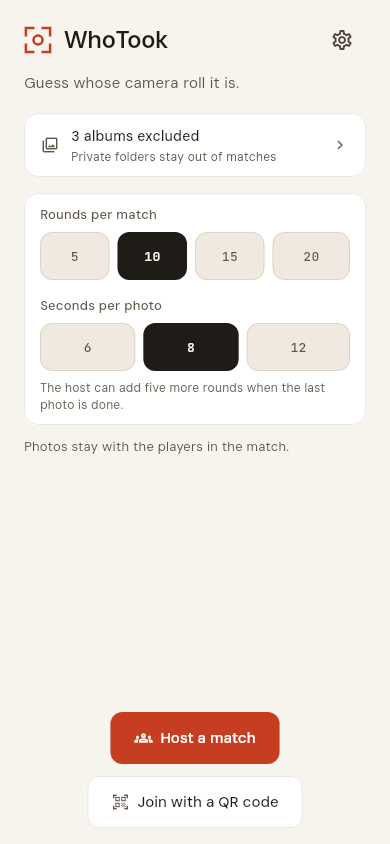 WhoTook
Guess whose camera roll it is.
3 albums excluded
Private folders stay out of matches
Rounds per match
5 10 15 20
Seconds per photo
6 8 12
The host can add five more rounds when the last
photo is done.
Photos stay with the players in the match.
Host a match
Join with a QR code